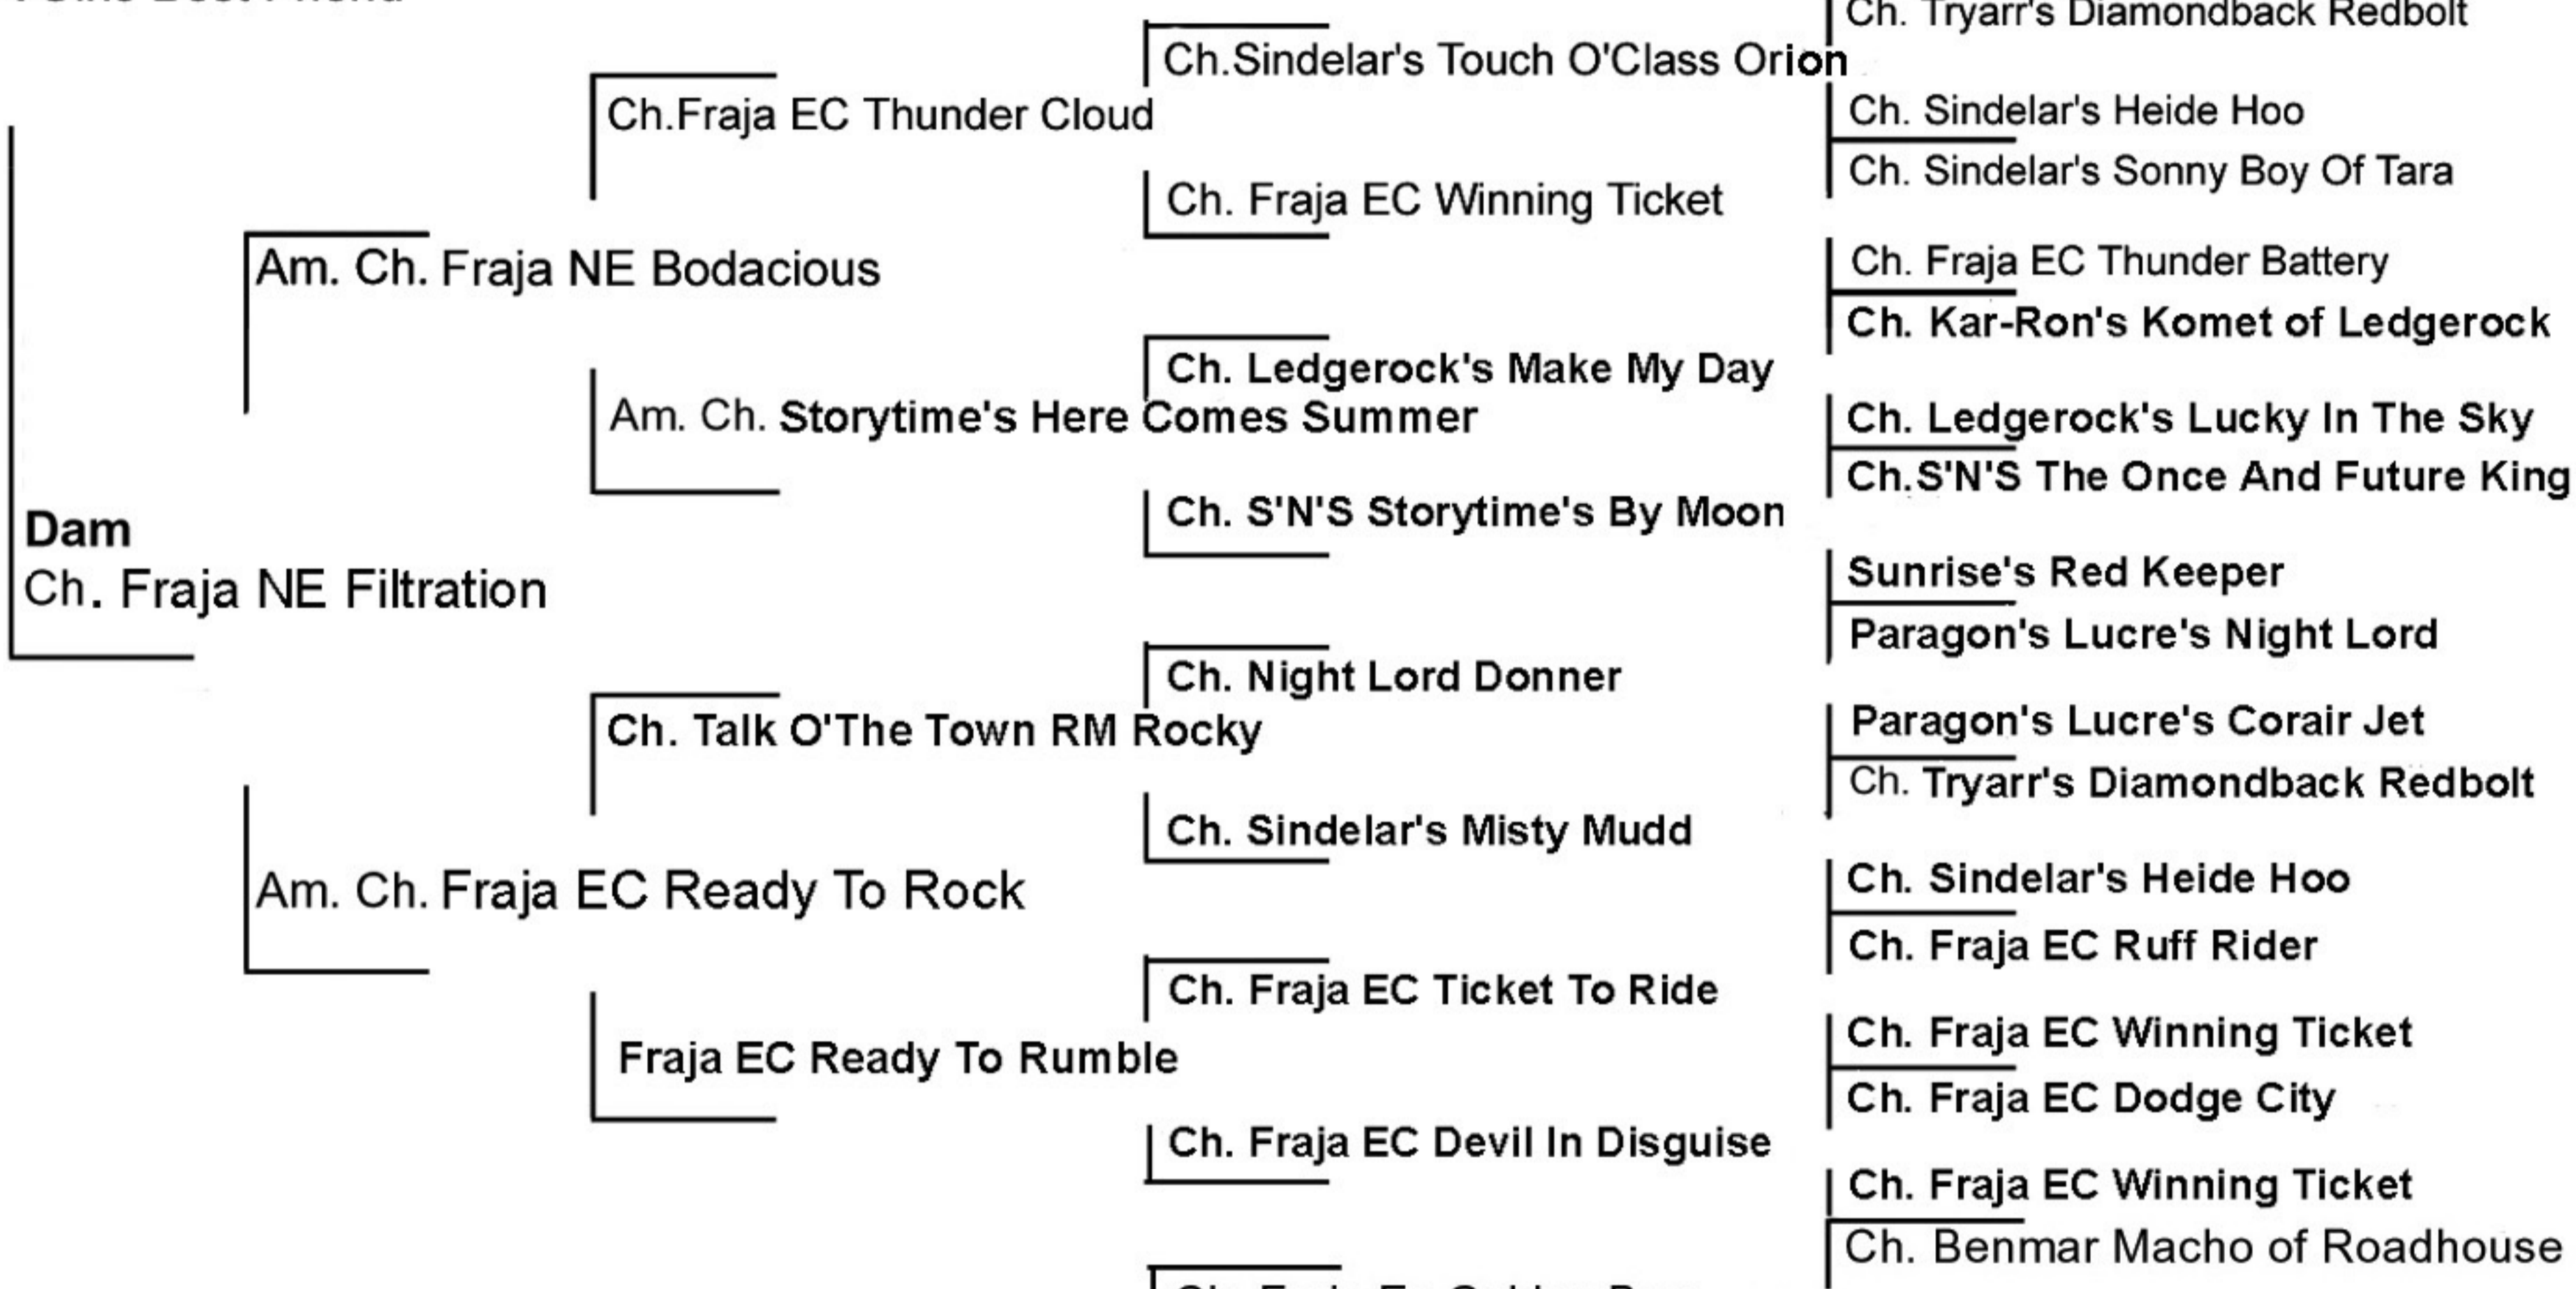 Ch. Tryarr's Diamondback Redbolt
Ch.Sindelar's Touch O'Class Orion
Ch. Sindelar's Heide Hoo
Ch.Fraja EC Thunder Cloud
Ch. Sindelar's Sonny Boy Of Tara
Ch. Fraja EC Winning Ticket
Ch. Fraja EC Thunder Battery
Am. Ch. Fraja NE Bodacious
Ch. Kar-Ron's Komet of Ledgerock
Ch. Ledgerock's Make My Day
Am. Ch. Storytime's Here Comes Summer
Ch. Ledgerock's Lucky In The Sky
Ch.S'N'S The Once And Future King
Ch. S'N'S Storytime's By Moon
Dam
Sunrise's Red Keeper
Ch. Fraja NE Filtration
Paragon's Lucre's Night Lord
Ch. Night Lord Donner
Paragon's Lucre's Corair Jet
Ch. Talk O'The Town RM Rocky
Ch. Tryarr's Diamondback Redbolt
Ch. Sindelar's Misty Mudd
Ch. Sindelar's Heide Hoo
Am. Ch. Fraja EC Ready To Rock
Ch. Fraja EC Ruff Rider
Ch. Fraja EC Ticket To Ride
Ch. Fraja EC Winning Ticket
Fraja EC Ready To Rumble
Ch. Fraja EC Dodge City
Ch. Fraja EC Devil In Disguise
Ch. Fraja EC Winning Ticket
Ch. Benmar Macho of Roadhouse